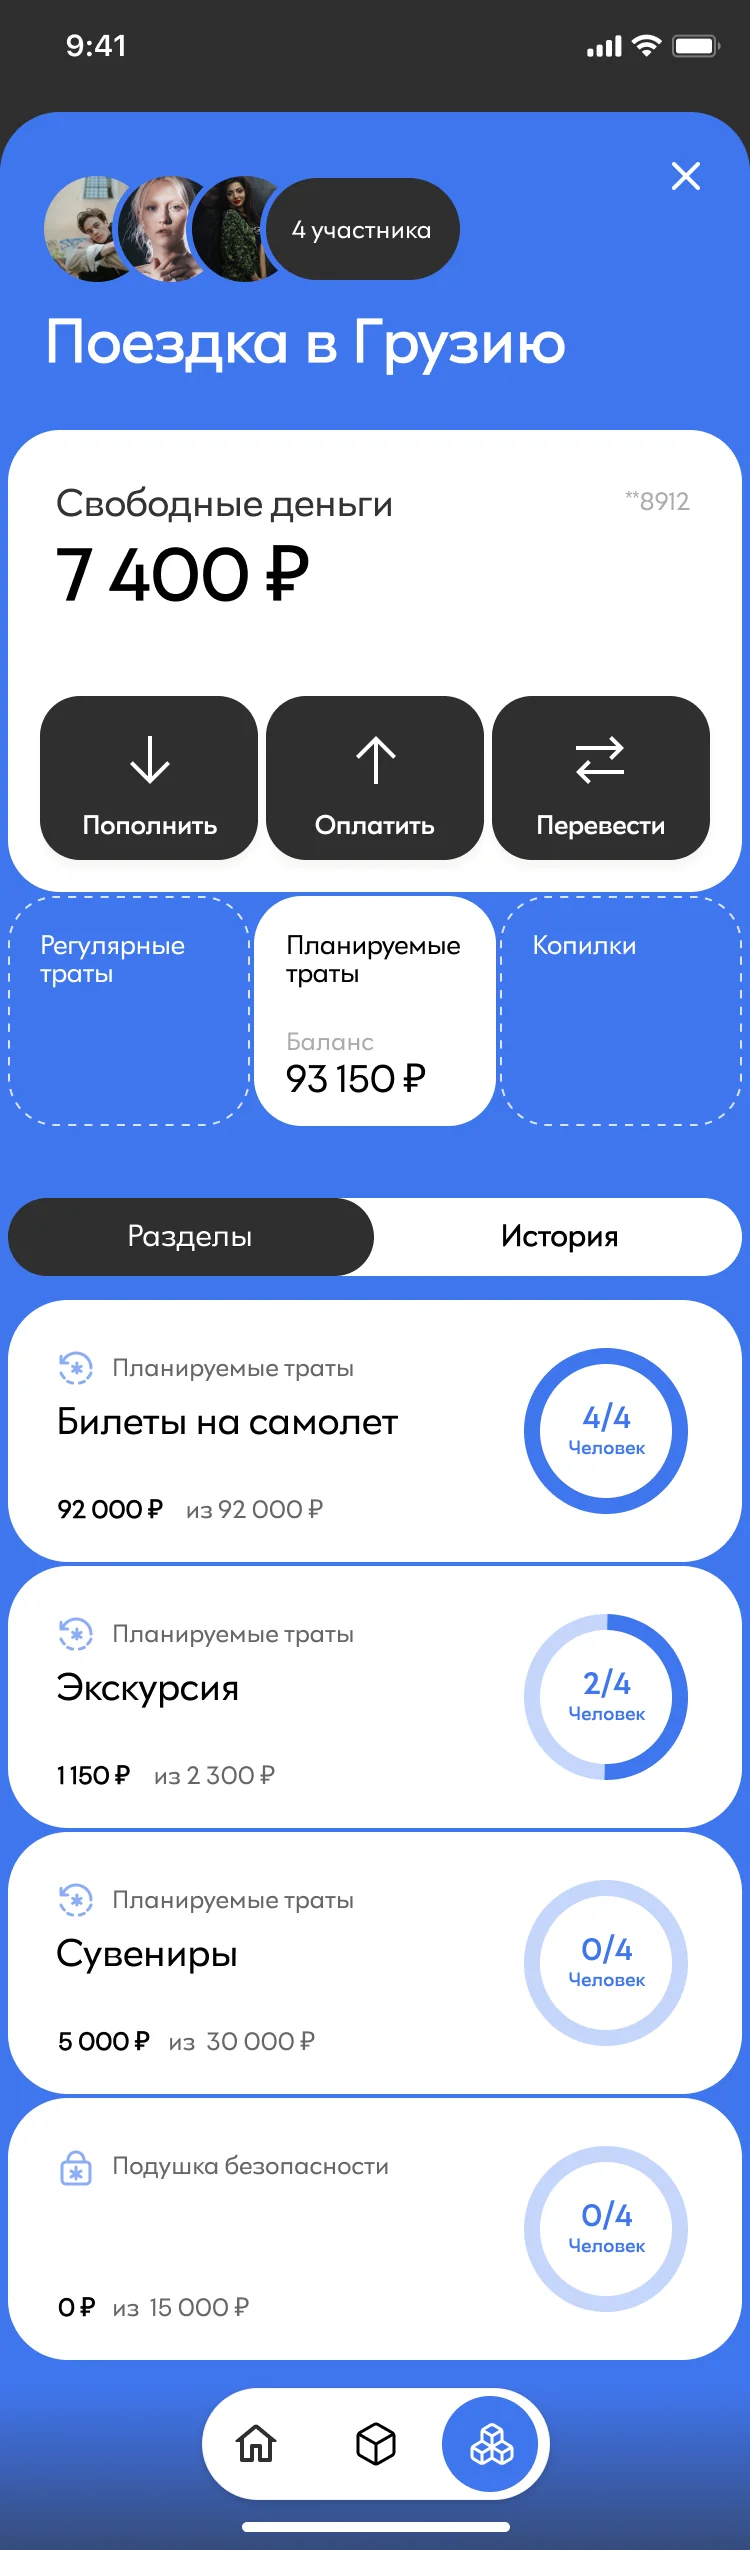 9:41
4 участника
Поездка в Грузию
Свободные деньги
**8912
7 400 ₽
Пополнить
Оплатить
Перевести
Регулярные
траты
Планируемые
траты
Баланс
93 150 ₽
Копилки
Разделы
История
Планируемые траты
Билеты на самолет
92 000 ₽ из 92 000 ₽
4/4
Человек
Планируемые траты
Экскурсия
1 150 ₽ из 2 300 ₽
2/4
Человек
Планируемые траты
Сувениры
5 000 ₽ из 30 000 ₽
0/4
Человек
Подушка безопасности
0 ₽ из 15 000 ₽
0/4
Человек